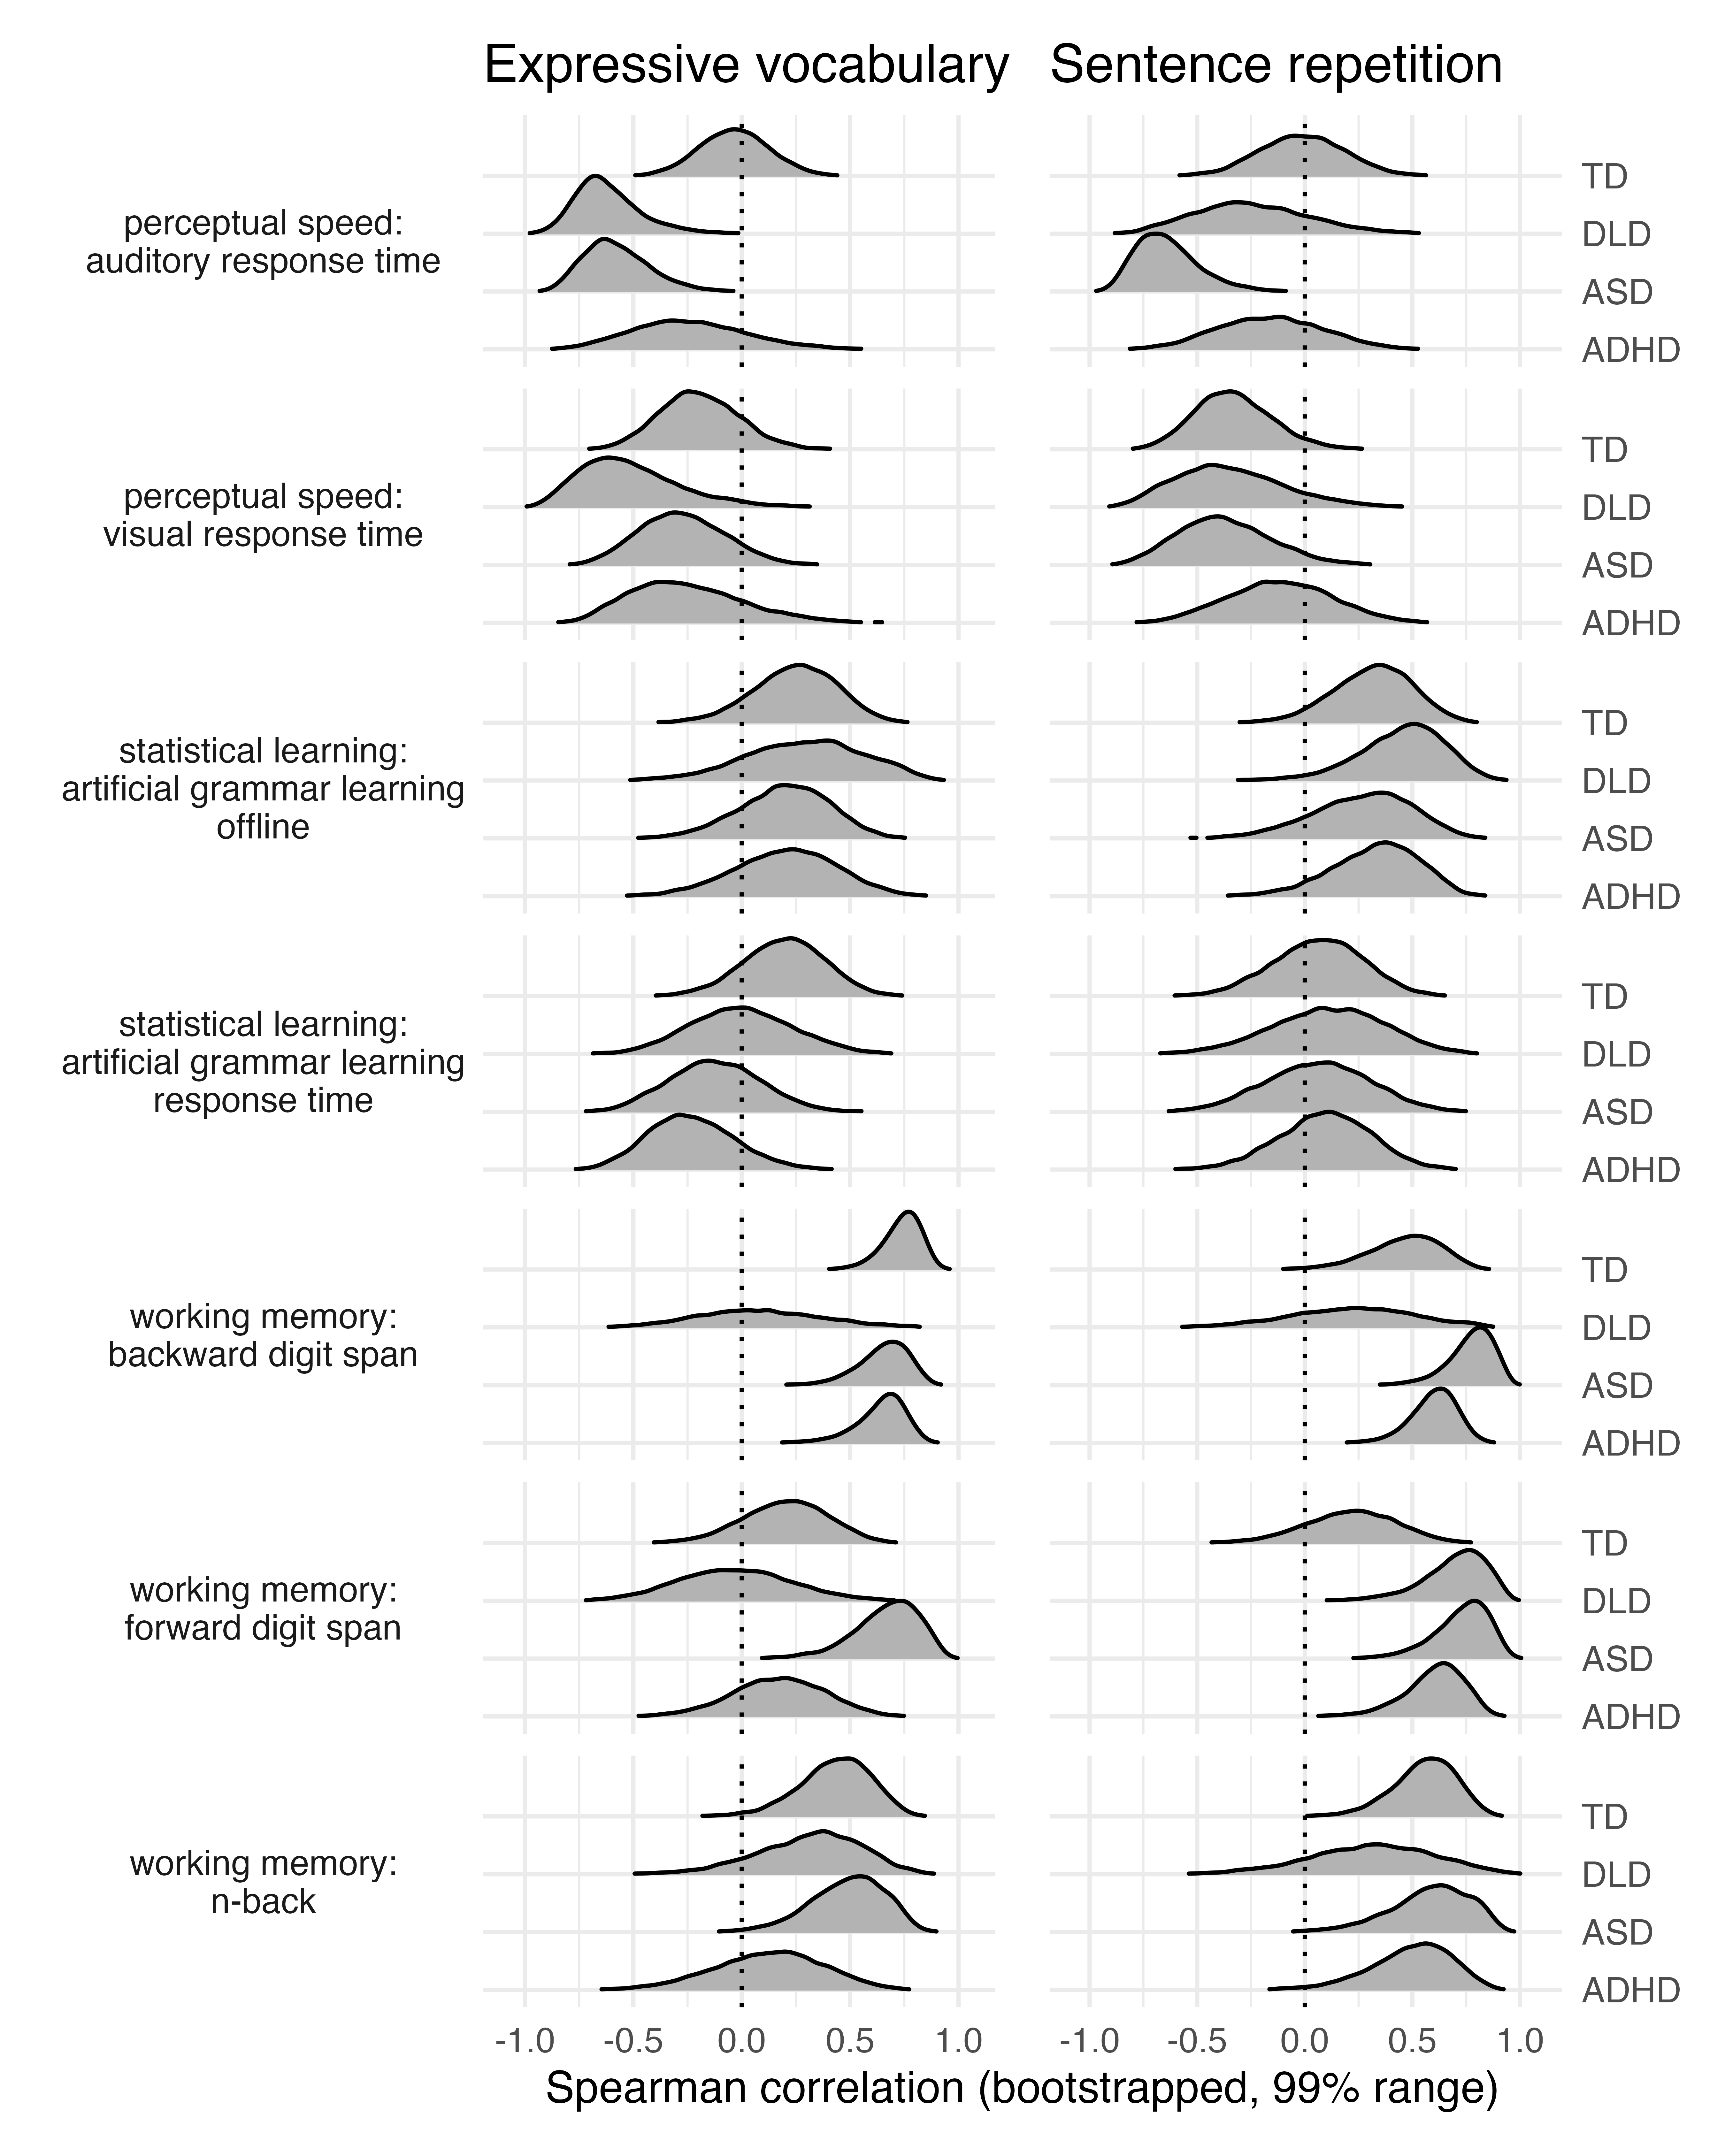 Expressive vocabulary
Sentence repetition
perceptual speed:
auditory response time
TD
DLD
ASD
ADHD
perceptual speed:
visual response time
TD
DLD
ASD
ADHD
statistical learning:
artificial grammar learning
offline
TD
DLD
ASD
ADHD
statistical learning:
artificial grammar learning
response time
TD
DLD
ASD
ADHD
working memory:
backward digit span
TD
DLD
ASD
ADHD
working memory:
forward digit span
TD
DLD
ASD
ADHD
working memory:
n-back
TD
DLD
ASD
ADHD
-1.0 -0.5 0.0 0.5 1.0
-1.0 -0.5 0.0 0.5 1.0
Spearman correlation (bootstrapped, 99% range)